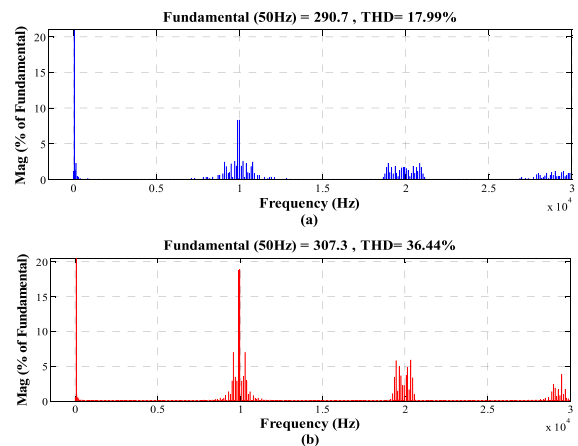 Fundamental (50Hz) = 290.7 , THD= 17.99%
Mag (% of Fundamental)
20
15
10
5
0
0 0.5 1 1.5 2 2.5 3
x 10^4
Frequency (Hz)
(a)
Fundamental (50Hz) = 307.3 , THD= 36.44%
Mag (% of Fundamental)
20
15
10
5
0
0 0.5 1 1.5 2 2.5 3
x 10^4
Frequency (Hz)
(b)